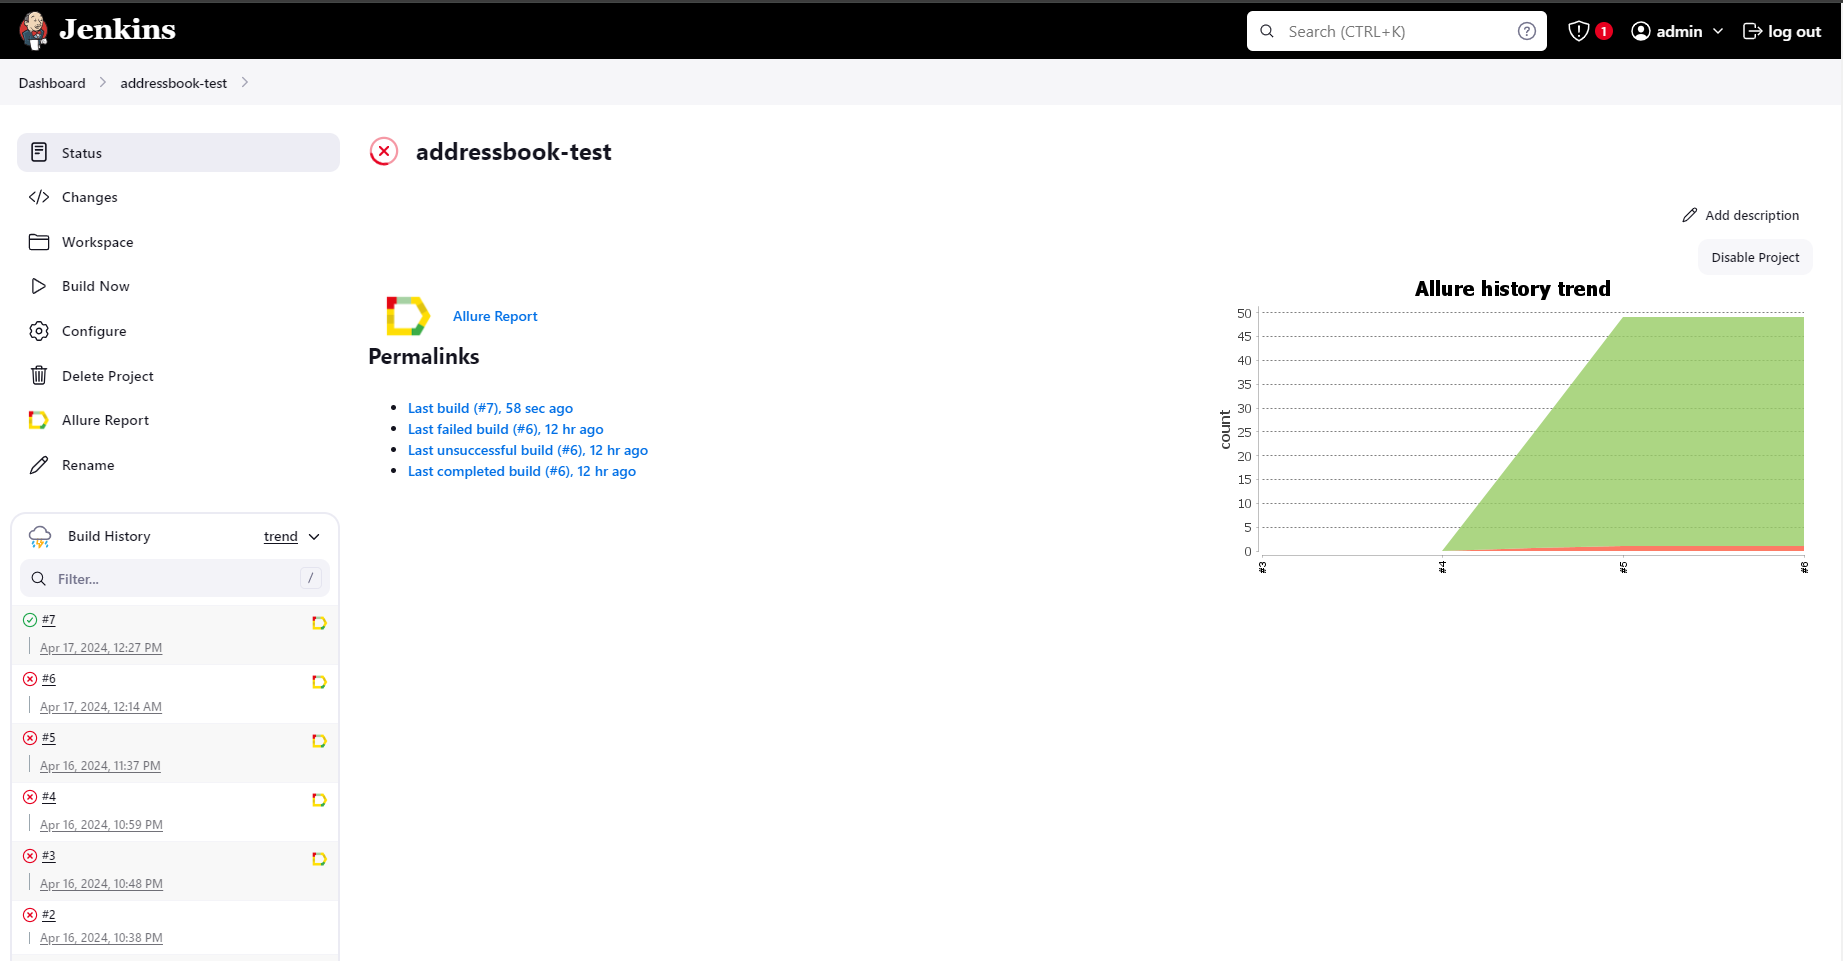 Jenkins
Search (CTRL+K)
?
1
admin
log out
Dashboard
addressbook-test
Status
Changes
Workspace
Build Now
Configure
Delete Project
Allure Report
Rename
Build History
trend
Filter...
/
#7
Apr 17, 2024, 12:27 PM
#6
Apr 17, 2024, 12:14 AM
#5
Apr 16, 2024, 11:37 PM
#4
Apr 16, 2024, 10:59 PM
#3
Apr 16, 2024, 10:48 PM
#2
Apr 16, 2024, 10:38 PM
addressbook-test
Add description
Disable Project
Allure Report
Permalinks
Last build (#7), 58 sec ago
Last failed build (#6), 12 hr ago
Last unsuccessful build (#6), 12 hr ago
Last completed build (#6), 12 hr ago
Allure history trend
count
50
45
40
35
30
25
20
15
10
5
0
#3
#4
#5
#6